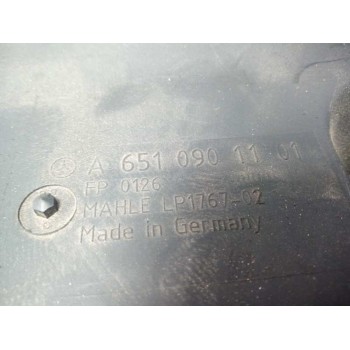 A 651 090 11 01
FP 0126
MAHLE LP1767-02
Made in Germany